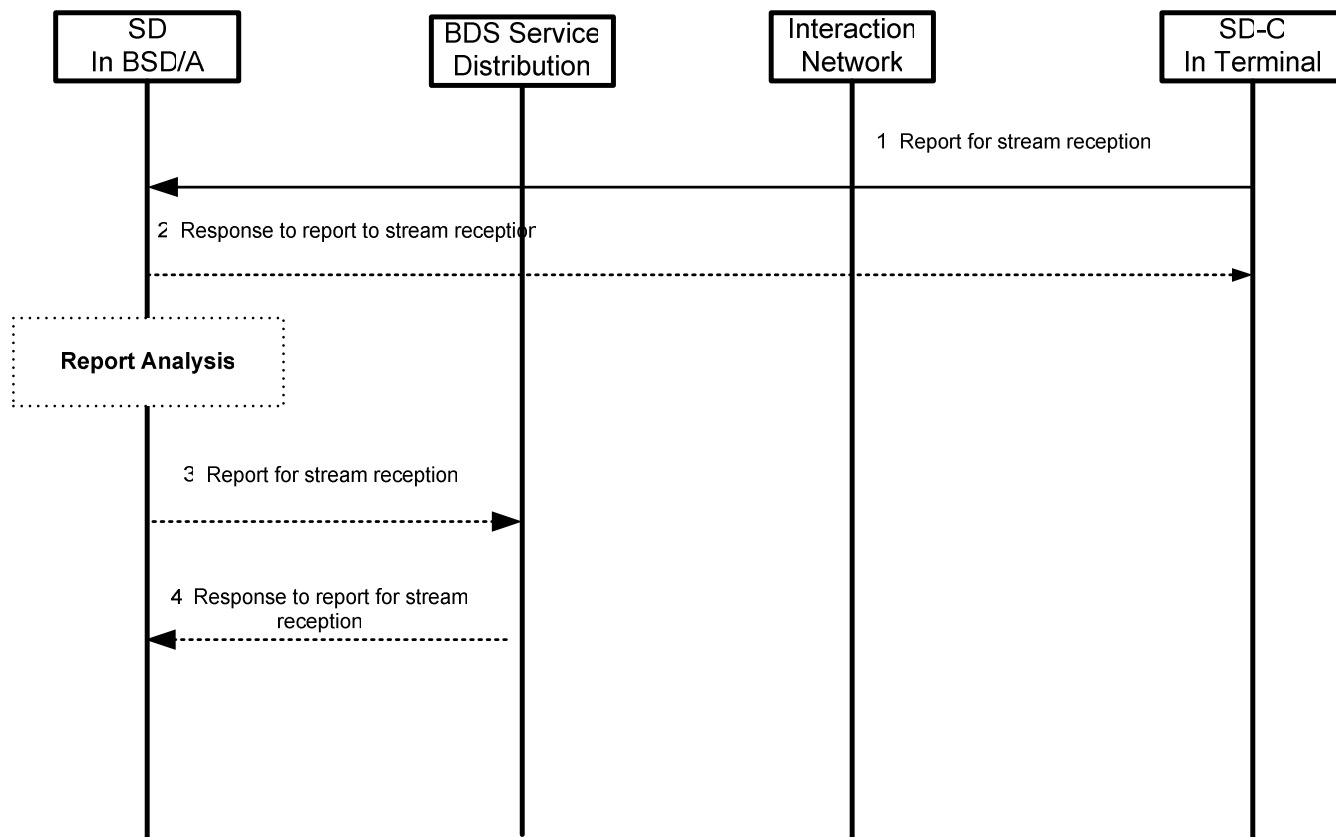 SD
In BSD/A
BDS Service
Distribution
Interaction
Network
SD-C
In Terminal
1 Report for stream reception
2 Response to report to stream reception
Report Analysis
3 Report for stream reception
4 Response to report for stream
reception